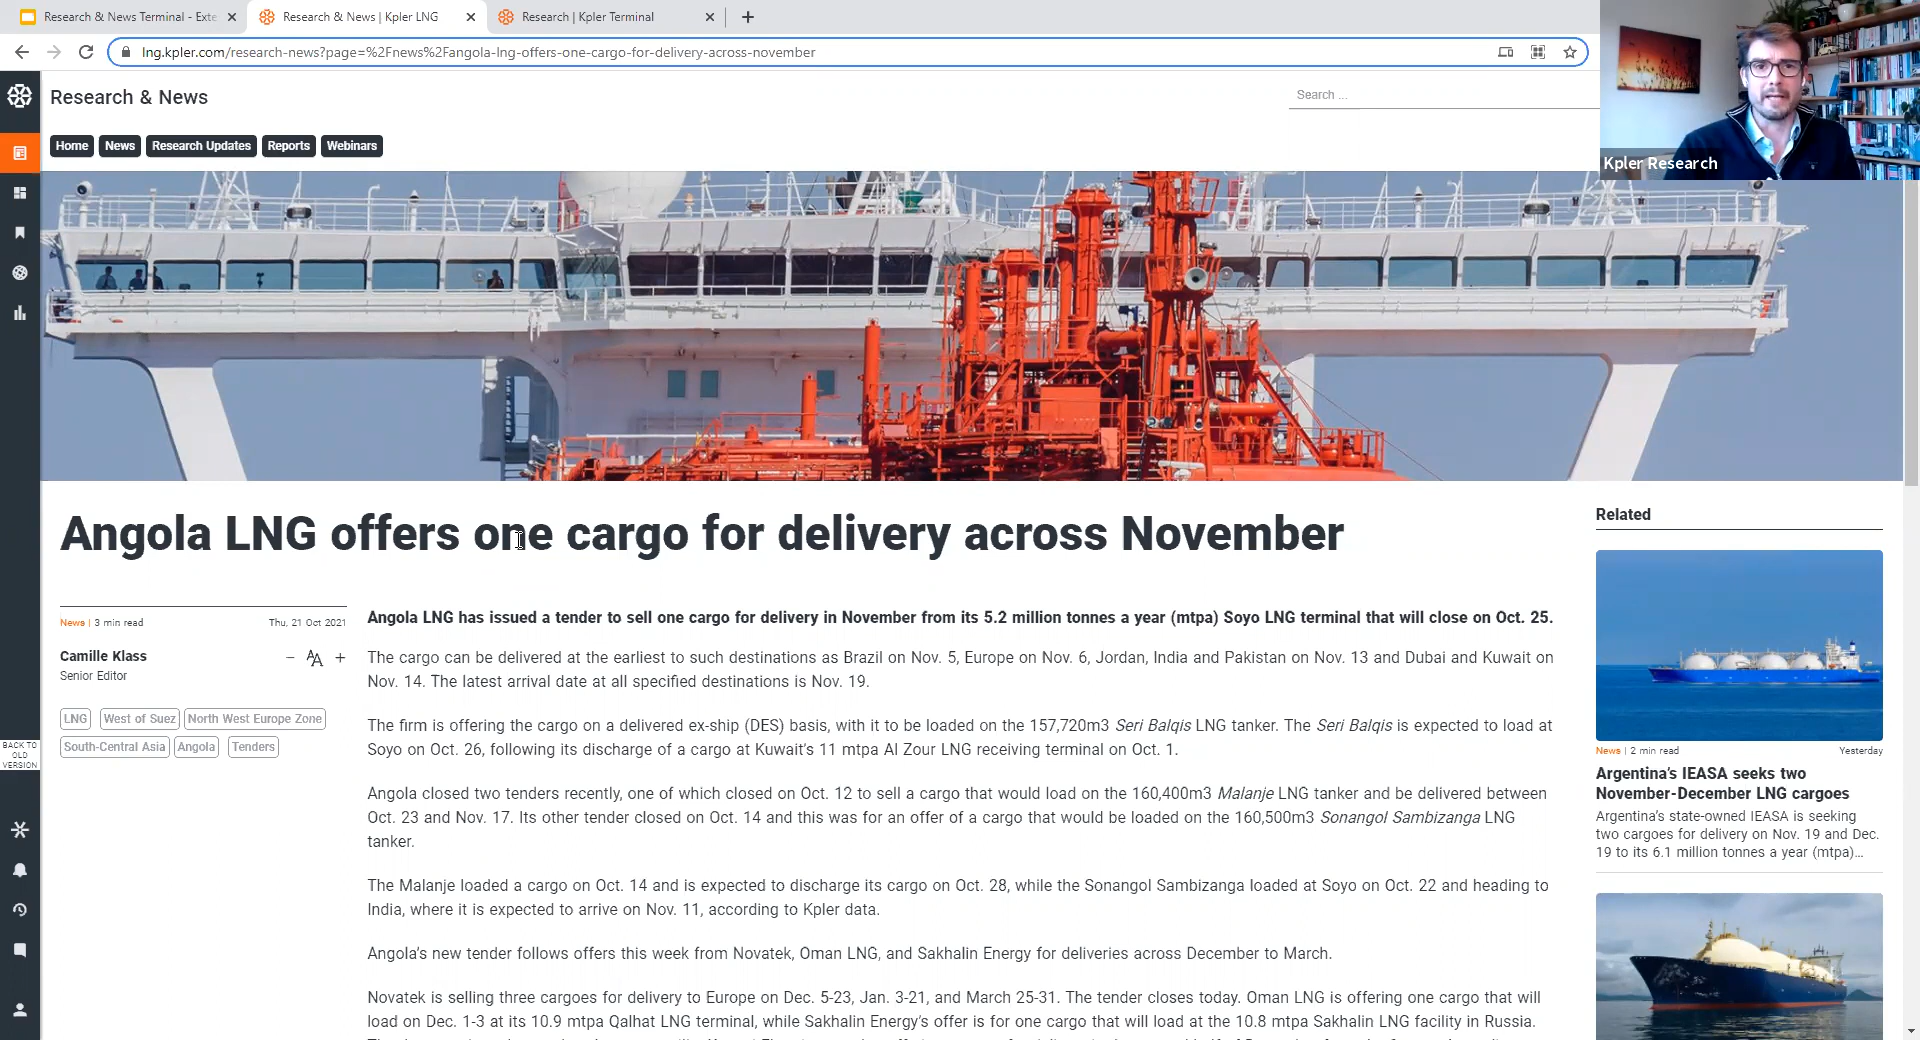 Research & News Terminal - Exte
Research & News | Kpler LNG
Research | Kpler Terminal
lng.kpler.com/research-news?page=%2Fnews%2Fangola-lng-offers-one-cargo-for-delivery-across-november
Research & News
Search ...
Kpler Research
Home
News
Research Updates
Reports
Webinars
Angola LNG offers one cargo for delivery across November
News | 3 min read
Thu, 21 Oct 2021
Camille Klass
Senior Editor
LNG
West of Suez
North West Europe Zone
South-Central Asia
Angola
Tenders
BACK TO
OLD
VERSION
Angola LNG has issued a tender to sell one cargo for delivery in November from its 5.2 million tonnes a year (mtpa) Soyo LNG terminal that will close on Oct. 25.
The cargo can be delivered at the earliest to such destinations as Brazil on Nov. 5, Europe on Nov. 6, Jordan, India and Pakistan on Nov. 13 and Dubai and Kuwait on
Nov. 14. The latest arrival date at all specified destinations is Nov. 19.
The firm is offering the cargo on a delivered ex-ship (DES) basis, with it to be loaded on the 157,720m3 Seri Balqis LNG tanker. The Seri Balqis is expected to load at
Soyo on Oct. 26, following its discharge of a cargo at Kuwait's 11 mtpa Al Zour LNG receiving terminal on Oct. 1.
Angola closed two tenders recently, one of which closed on Oct. 12 to sell a cargo that would load on the 160,400m3 Malanje LNG tanker and be delivered between
Oct. 23 and Nov. 17. Its other tender closed on Oct. 14 and this was for an offer of a cargo that would be loaded on the 160,500m3 Sonangol Sambizanga LNG
tanker.
The Malanje loaded a cargo on Oct. 14 and is expected to discharge its cargo on Oct. 28, while the Sonangol Sambizanga loaded at Soyo on Oct. 22 and heading to
India, where it is expected to arrive on Nov. 11, according to Kpler data.
Angola's new tender follows offers this week from Novatek, Oman LNG, and Sakhalin Energy for deliveries across December to March.
Novatek is selling three cargoes for delivery to Europe on Dec. 5-23, Jan. 3-21, and March 25-31. The tender closes today. Oman LNG is offering one cargo that will
load on Dec. 1-3 at its 10.9 mtpa Qalhat LNG terminal, while Sakhalin Energy's offer is for one cargo that will load at the 10.8 mtpa Sakhalin LNG facility in Russia.
Related
News | 2 min read
Yesterday
Argentina's IEASA seeks two
November-December LNG cargoes
Argentina's state-owned IEASA is seeking
two cargoes for delivery on Nov. 19 and Dec.
19 to its 6.1 million tonnes a year (mtpa)...